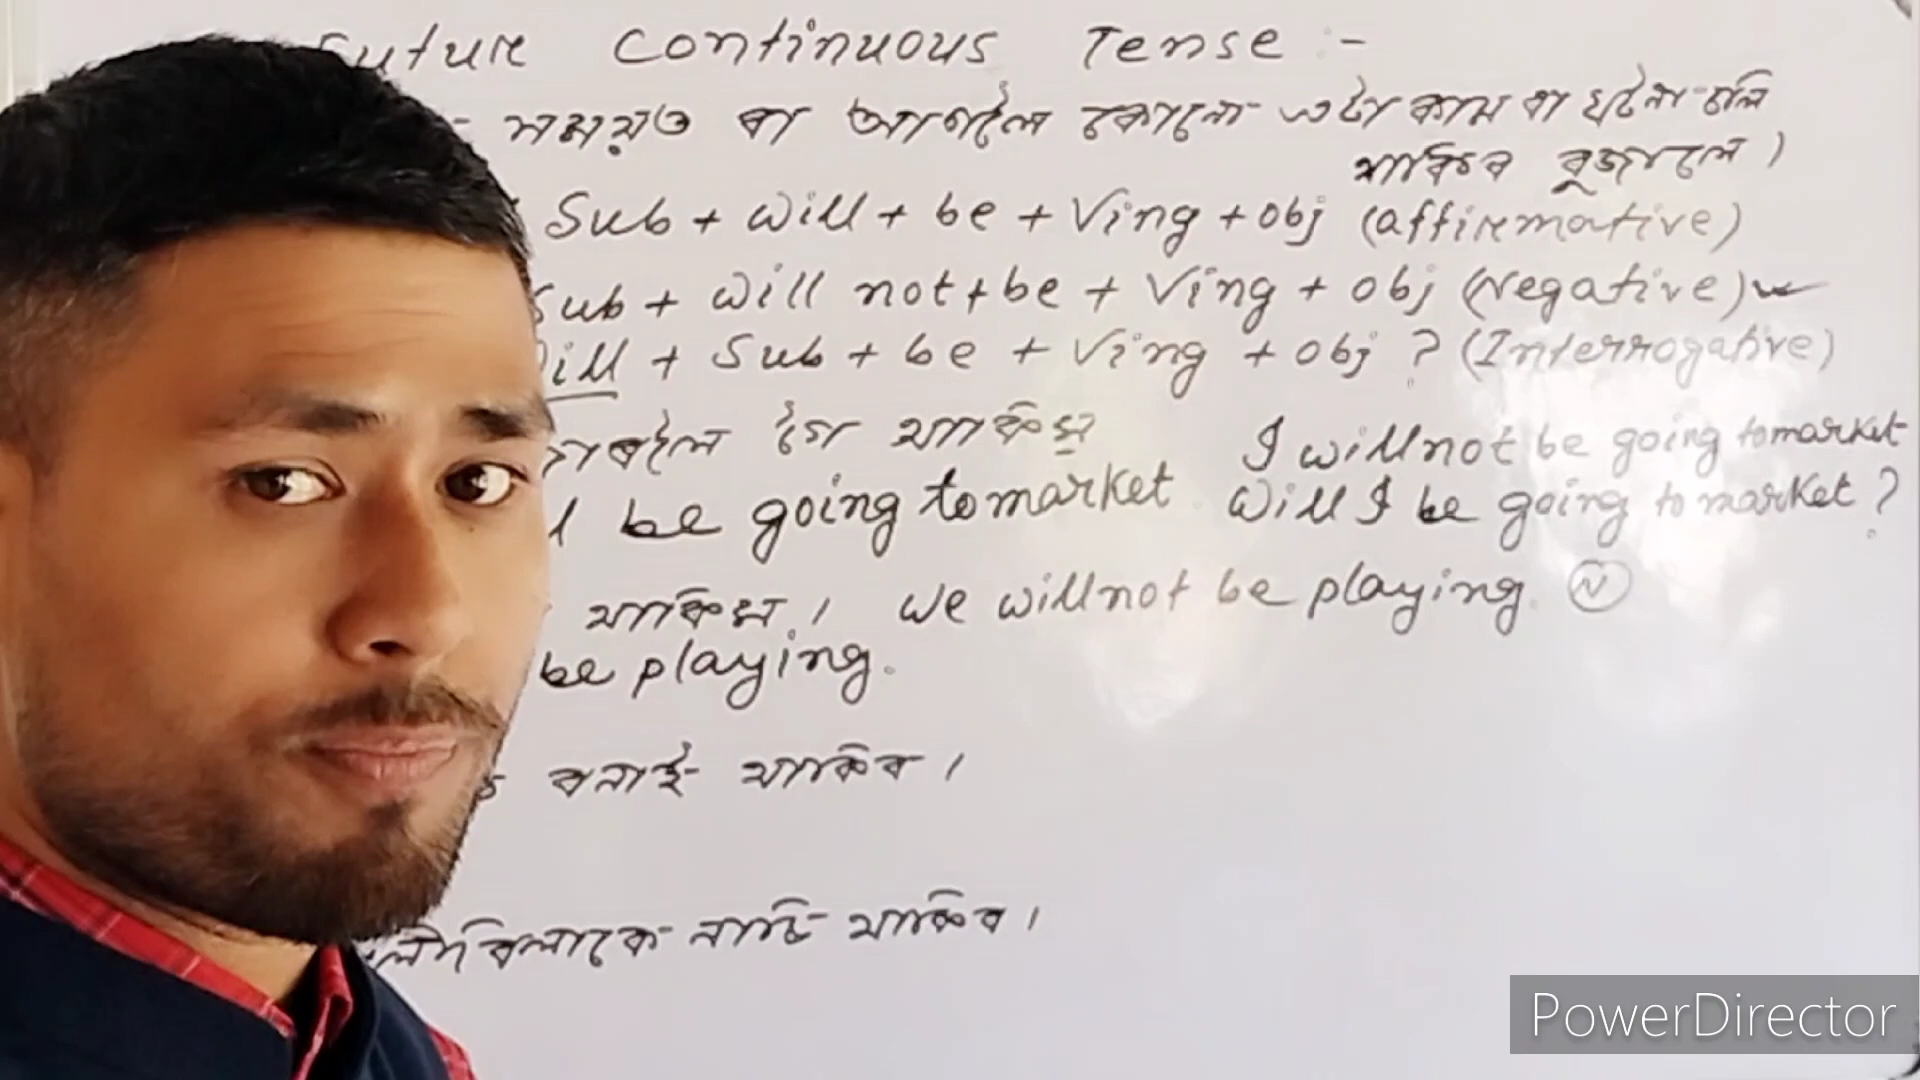 Future Continuous Tense :-
সময়ত বা আগলৈ কোনো এটা কাম বা ঘটনা চলি
থাকিব বুজালে।
Sub + will + be + Ving + obj (affirmative)
Sub + will not + be + Ving + obj (Negative)
Will + Sub + be + Ving + obj ? (Interrogative)
গৈ থাকিম
I will not be going to market
be going to market
Will I be going to market ?
থাকিম।
We will not be playing. N
be playing.
বনাই থাকিব।
নাচি থাকিব।
PowerDirector